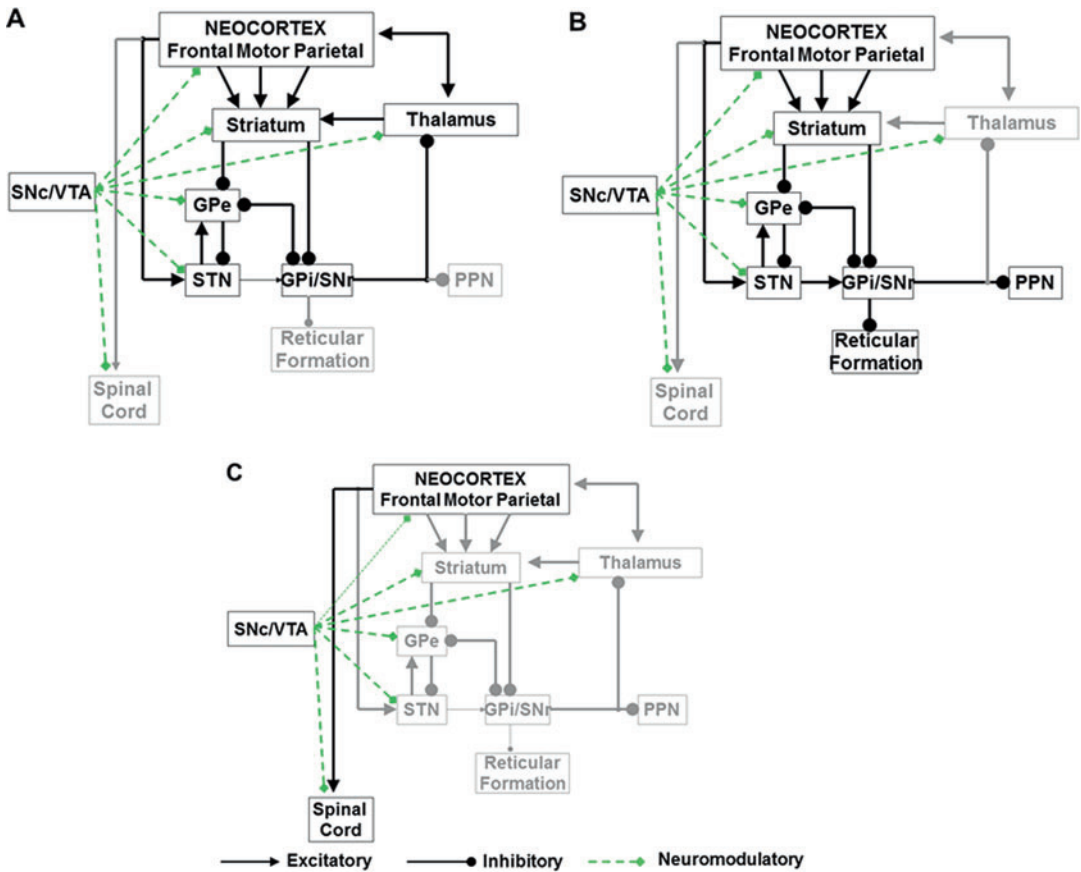 A
NEOCORTEX
Frontal Motor Parietal
Striatum
Thalamus
SNc/VTA
GPe
STN
GPi/SNr
PPN
Reticular
Formation
Spinal
Cord
B
NEOCORTEX
Frontal Motor Parietal
Striatum
Thalamus
SNc/VTA
GPe
STN
GPi/SNr
PPN
Reticular
Formation
Spinal
Cord
C
NEOCORTEX
Frontal Motor Parietal
Striatum
Thalamus
SNc/VTA
GPe
STN
GPi/SNr
PPN
Reticular
Formation
Spinal
Cord
Excitatory
Inhibitory
Neuromodulatory